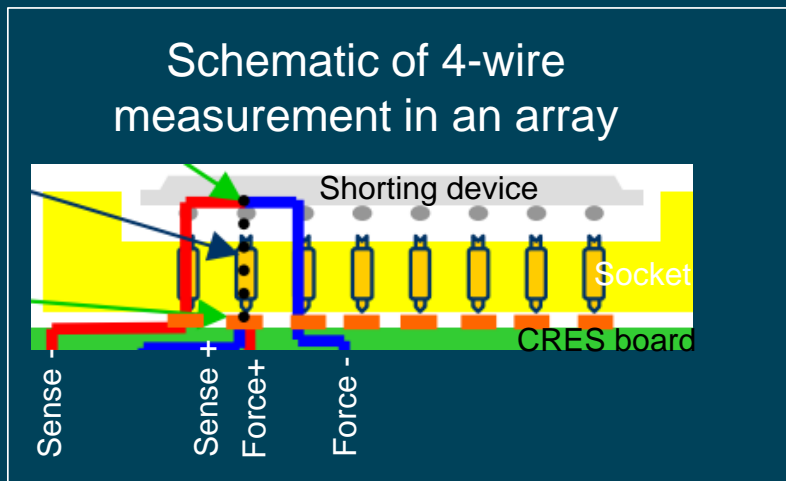 Schematic of 4-wire
measurement in an array
Shorting device
Socket
CRES board
Sense -
Sense +
Force+
Force -